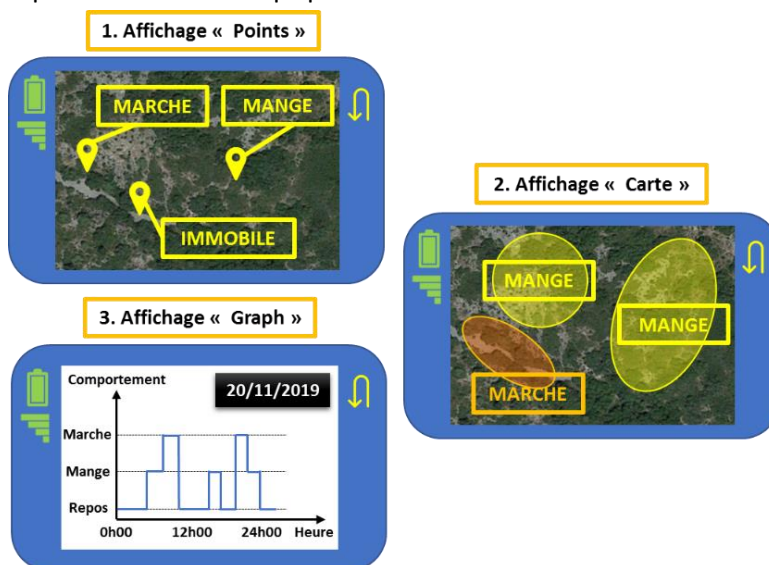 1. Affichage « Points »
MARCHE
MANGE
IMMOBILE
2. Affichage « Carte »
MANGE
MANGE
MARCHE
3. Affichage « Graph »
Comportement
20/11/2019
Marche
Mange
Repos
0h00 12h00 24h00 Heure